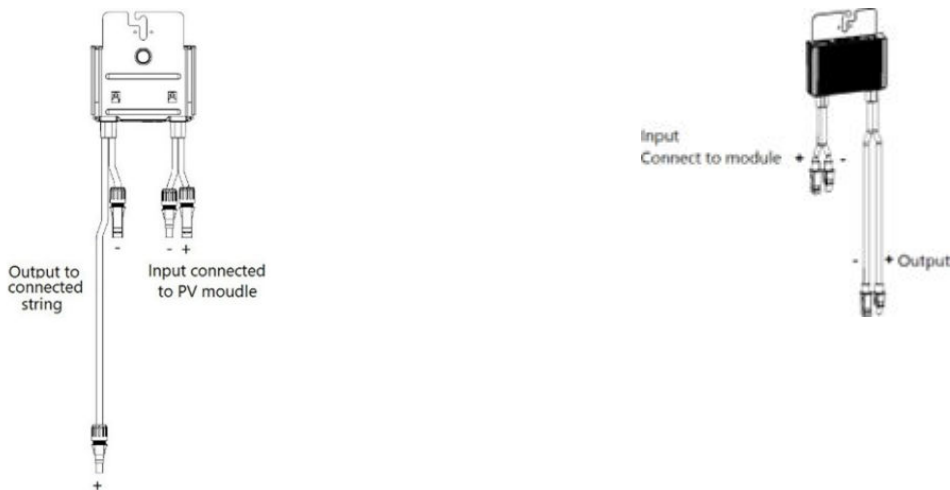 - - +
Output to
connected
string
Input connected
to PV moudle
+
Input
Connect to module + -
- + Output